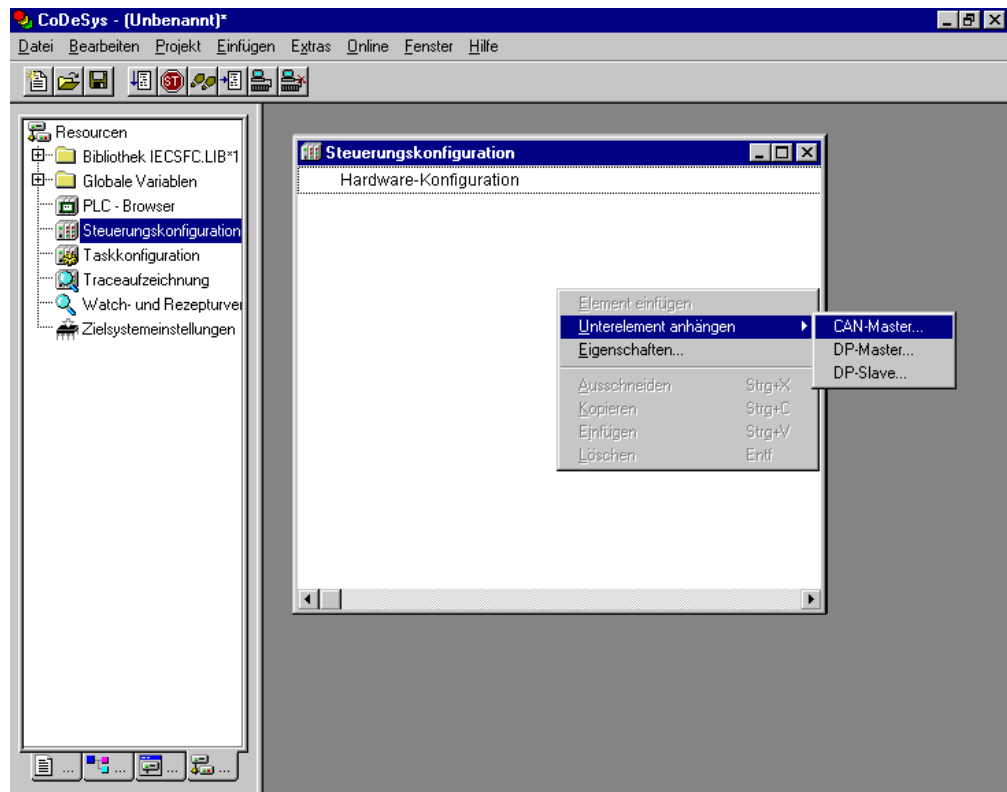 CoDeSys - (Unbenannt)*
Datei Bearbeiten Projekt Einfügen Extras Online Fenster Hilfe
ST
Resourcen
Bibliothek IECSFC.LIB*1
Globale Variablen
PLC - Browser
Steuerungskonfiguration
Taskkonfiguration
Traceaufzeichnung
Watch- und Rezepturver
Zielsystemeinstellungen
... ... ... ...
Steuerungskonfiguration
Hardware-Konfiguration
Element einfügen
Unterelement anhängen
Eigenschaften...
Ausschneiden Strg+X
Kopieren Strg+C
Einfügen Strg+V
Löschen Entf
CAN-Master...
DP-Master...
DP-Slave...